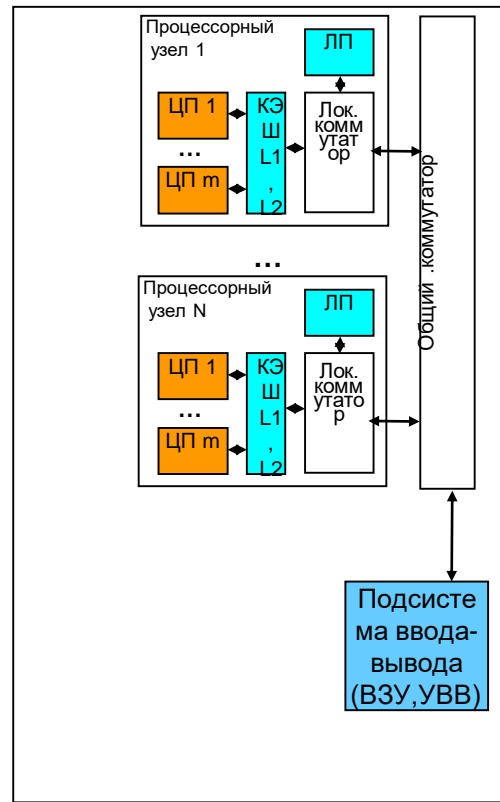 Процессорный
узел 1
ЛП
ЦП 1
...
ЦП m
КЭ
Ш
L1
,
L2
Лок.
комм
утат
ор
Общий .коммутатор
...
Процессорный
узел N
ЛП
ЦП 1
...
ЦП m
КЭ
Ш
L1
,
L2
Лок.
комм
утато
р
Подсисте
ма ввода-
вывода
(ВЗУ,УВВ)